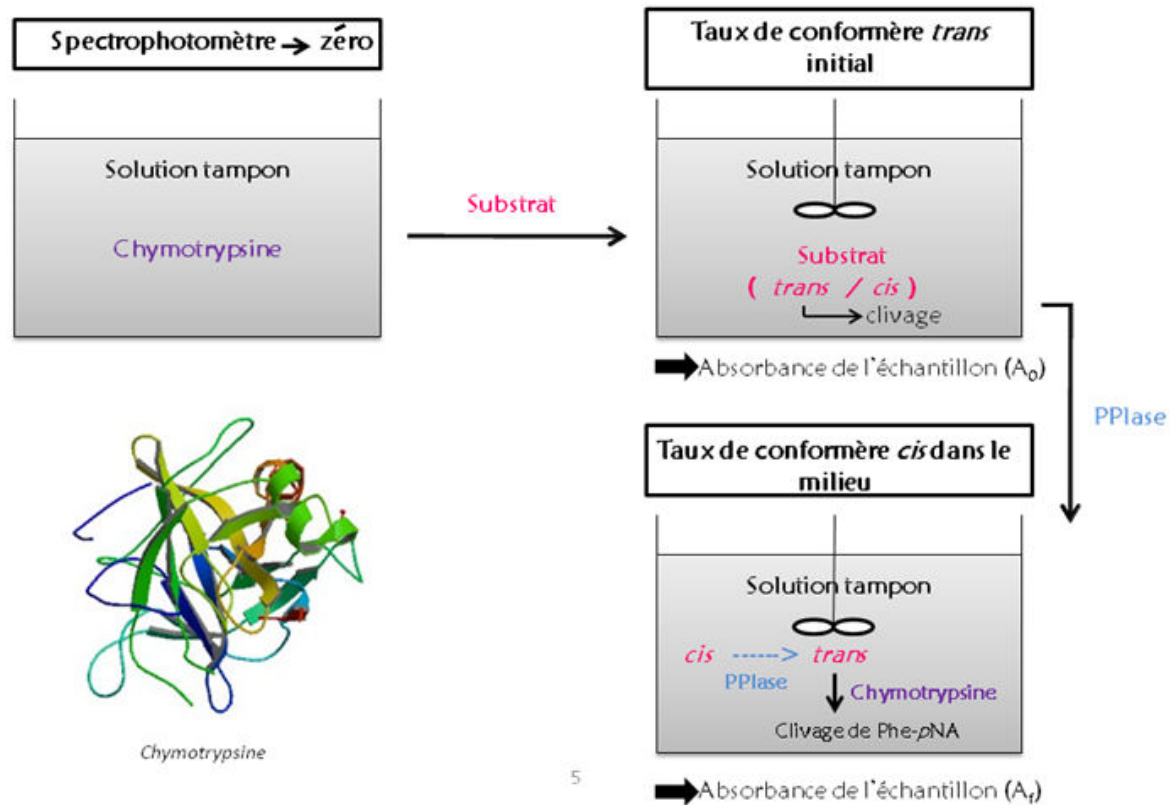 Spectrophotomètre → zéro
Solution tampon
Chymotrypsine
Substrat
Taux de conformère trans
initial
Solution tampon
Substrat
( trans / cis )
clivage
Absorbance de l'échantillon (A₀)
PPIase
Taux de conformère cis dans le
milieu
Solution tampon
cis ------> trans
PPIase
Chymotrypsine
Clivage de Phe-pNA
Absorbance de l'échantillon (Af)
Chymotrypsine
5